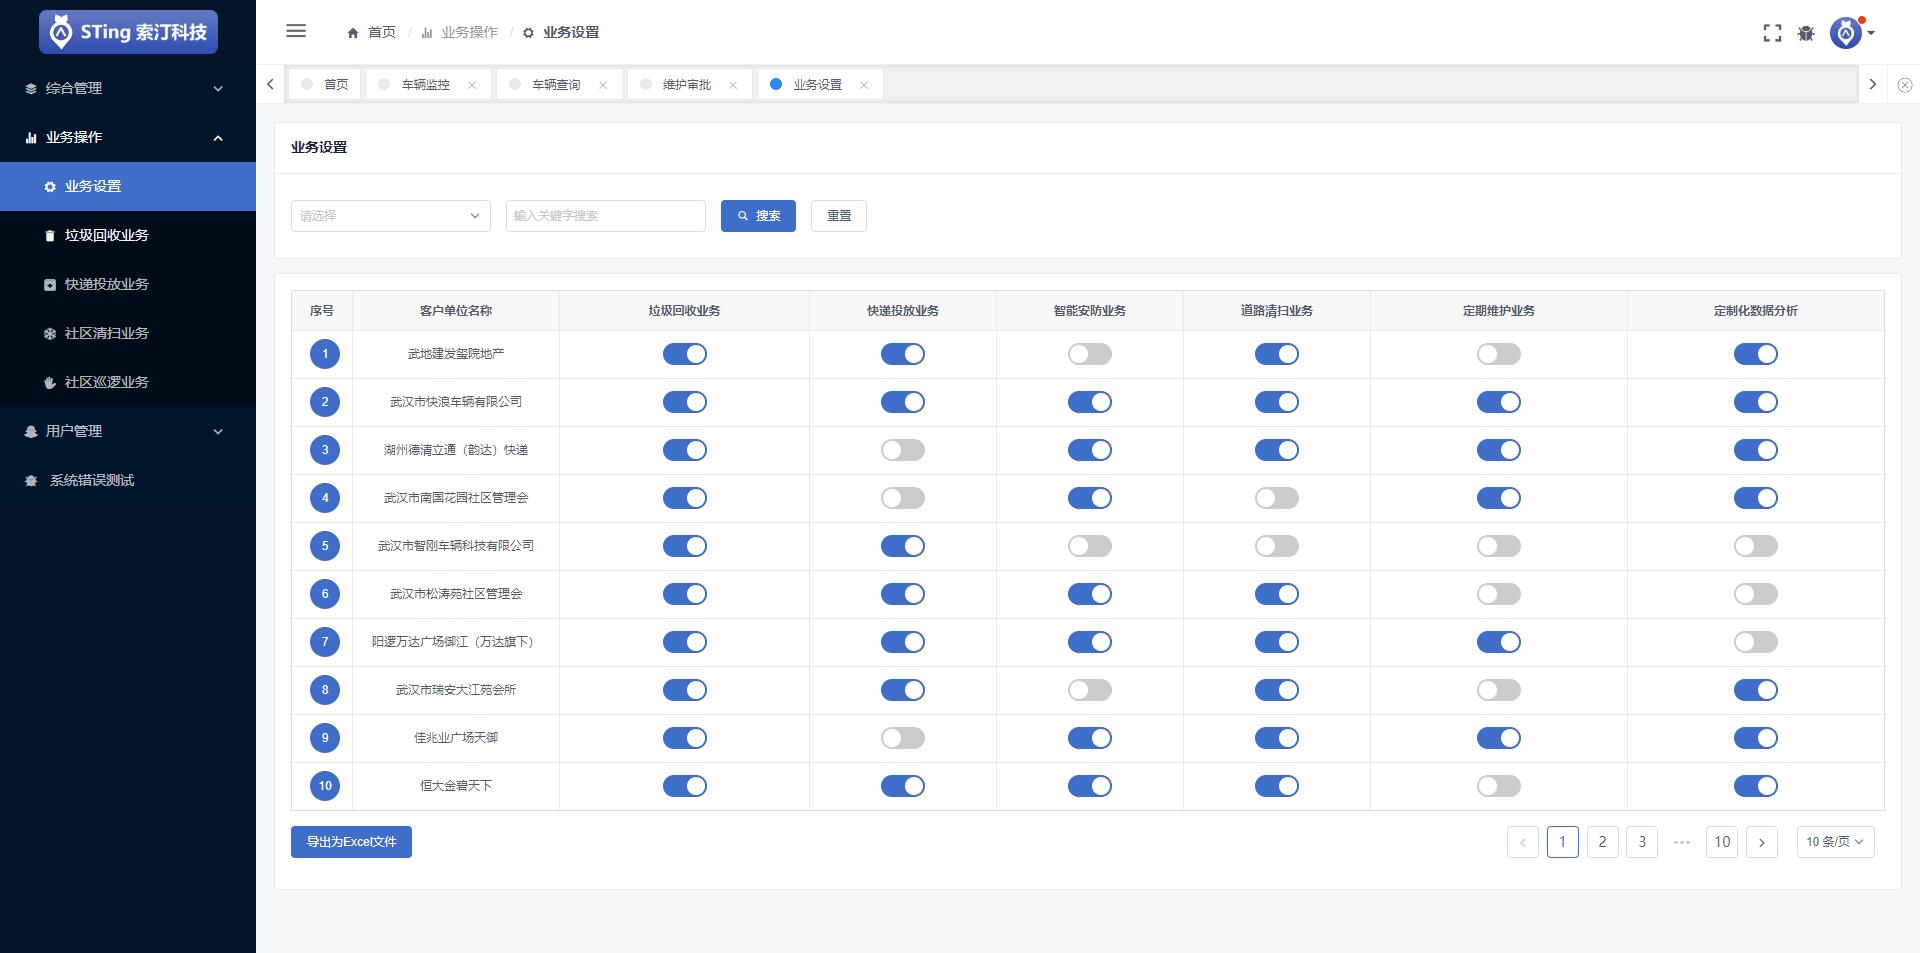 STing 索汀科技
综合管理
业务操作
业务设置
垃圾回收业务
快递投放业务
社区清扫业务
社区巡逻业务
用户管理
系统错误测试
首页 / 业务操作 / 业务设置
首页 车辆监控 车辆查询 维护审批 业务设置
业务设置
请选择 输入关键字搜索 搜索 重置
序号 客户单位名称 垃圾回收业务 快递投放业务 智能安防业务 道路清扫业务 定期维护业务 定制化数据分析
1 武地建发玺院地产
2 武汉市快浪车辆有限公司
3 湖州德清立通（韵达）快递
4 武汉市南国花园社区管理会
5 武汉市智刚车辆科技有限公司
6 武汉市松涛苑社区管理会
7 阳逻万达广场御江（万达旗下）
8 武汉市瑞安大江苑会所
9 佳兆业广场天御
10 恒大金碧天下
导出为Excel文件 1 2 3 ••• 10 10 条/页